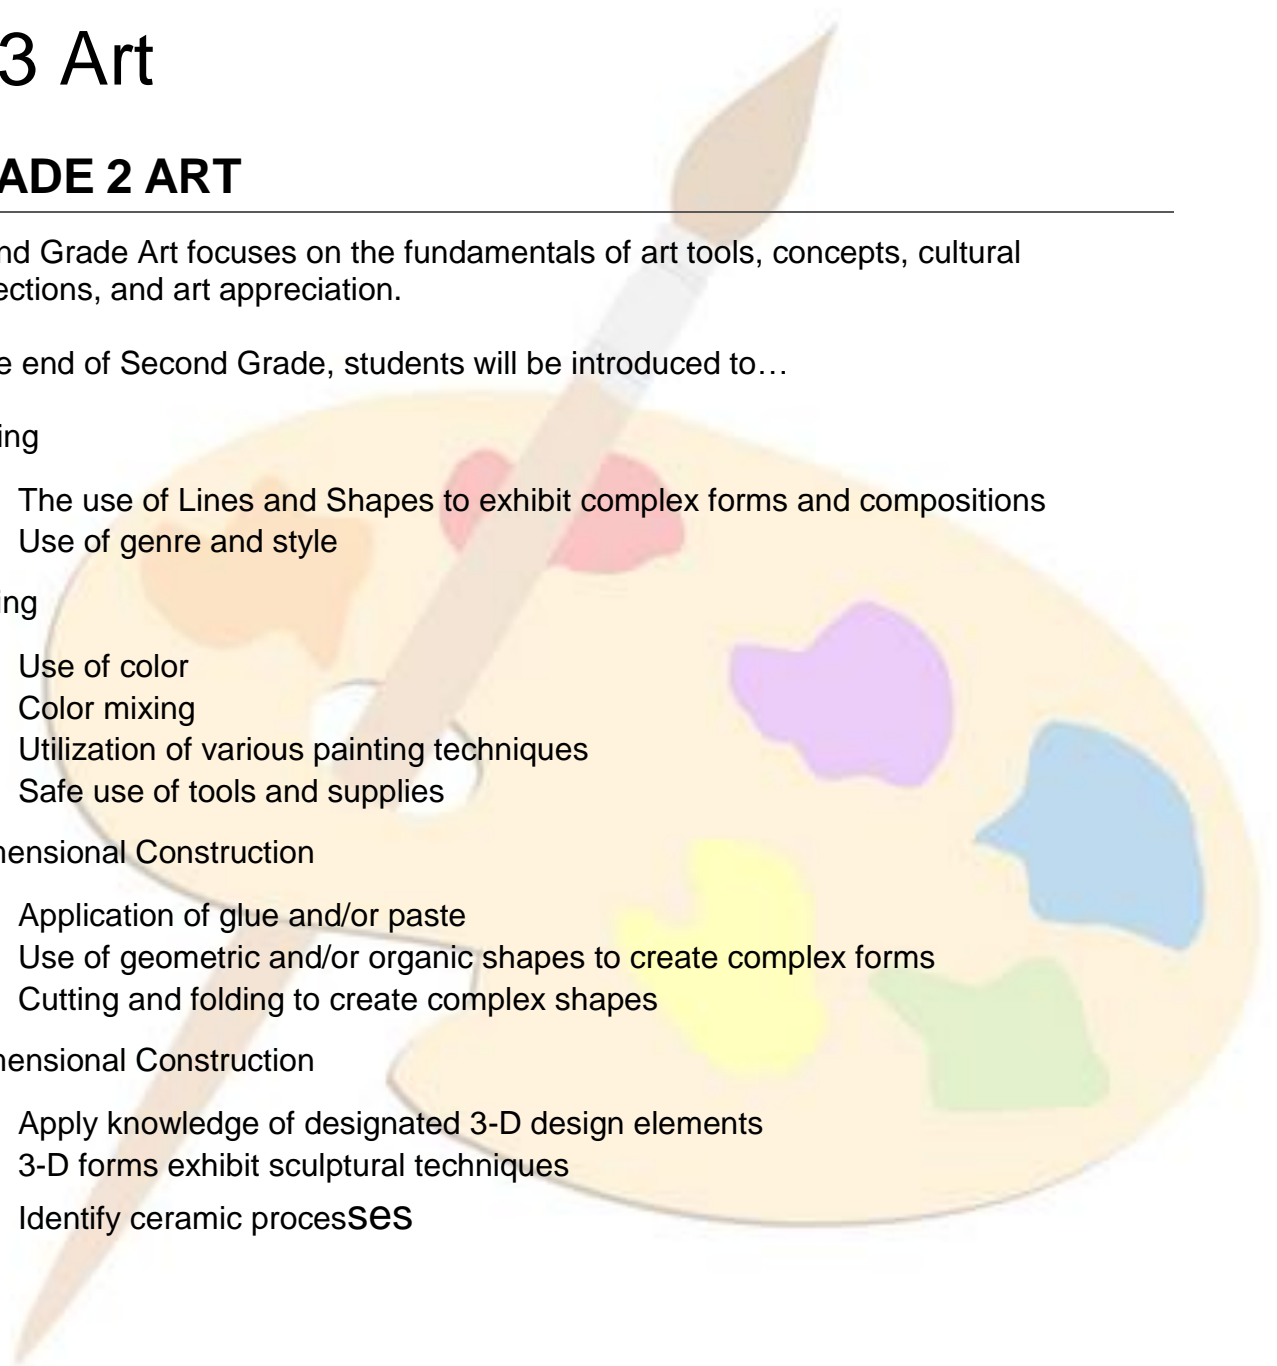 3 Art
ADE 2 ART
nd Grade Art focuses on the fundamentals of art tools, concepts, cultural
ections, and art appreciation.
e end of Second Grade, students will be introduced to…
ing
The use of Lines and Shapes to exhibit complex forms and compositions
Use of genre and style
ing
Use of color
Color mixing
Utilization of various painting techniques
Safe use of tools and supplies
mensional Construction
Application of glue and/or paste
Use of geometric and/or organic shapes to create complex forms
Cutting and folding to create complex shapes
mensional Construction
Apply knowledge of designated 3-D design elements
3-D forms exhibit sculptural techniques
Identify ceramic processes